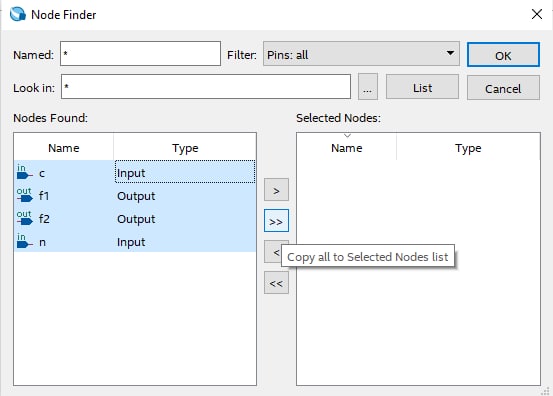 Node Finder
Named: * Filter: Pins: all OK
Look in: * ... List Cancel
Nodes Found: Selected Nodes:
Name Type Name Type
in c Input
out f1 Output
out f2 Output
in n Input
>
>>
<
Copy all to Selected Nodes list
<<